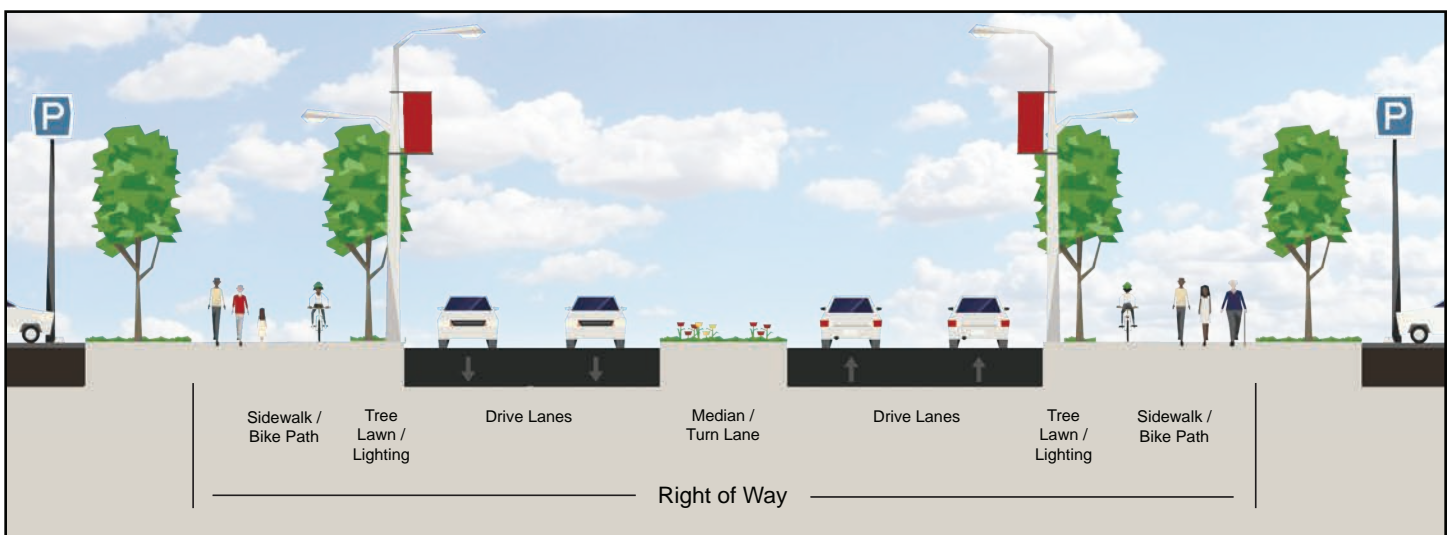 P
P
Sidewalk /
Bike Path
Tree
Lawn /
Lighting
Drive Lanes
Median /
Turn Lane
Drive Lanes
Tree
Lawn /
Lighting
Sidewalk /
Bike Path
Right of Way